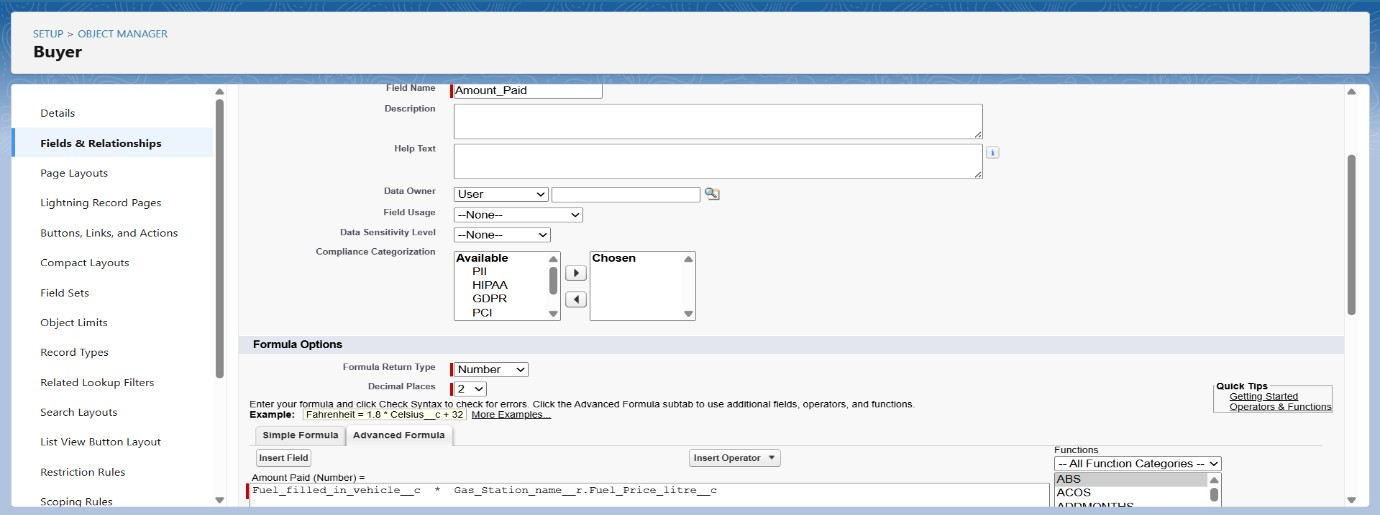 SETUP > OBJECT MANAGER
Buyer
Details
Fields & Relationships
Page Layouts
Lightning Record Pages
Buttons, Links, and Actions
Compact Layouts
Field Sets
Object Limits
Record Types
Related Lookup Filters
Search Layouts
List View Button Layout
Restriction Rules
Scoping Rules
Field Name Amount_Paid
Description
Help Text
i
Data Owner User
Field Usage --None--
Data Sensitivity Level --None--
Compliance Categorization
Available Chosen
PII
HIPAA
GDPR
PCI
Formula Options
Formula Return Type Number
Decimal Places 2
Quick Tips
Getting Started
Operators & Functions
Enter your formula and click Check Syntax to check for errors. Click the Advanced Formula subtab to use additional fields, operators, and functions.
Example: Fahrenheit = 1.8 * Celsius__c + 32 More Examples...
Simple Formula Advanced Formula
Insert Field Insert Operator
Functions
-- All Function Categories --
ABS
ACOS
ADDMONTHS
Amount Paid (Number) =
Fuel_filled_in_vehicle__c * Gas_Station_name__r.Fuel_Price_litre__c